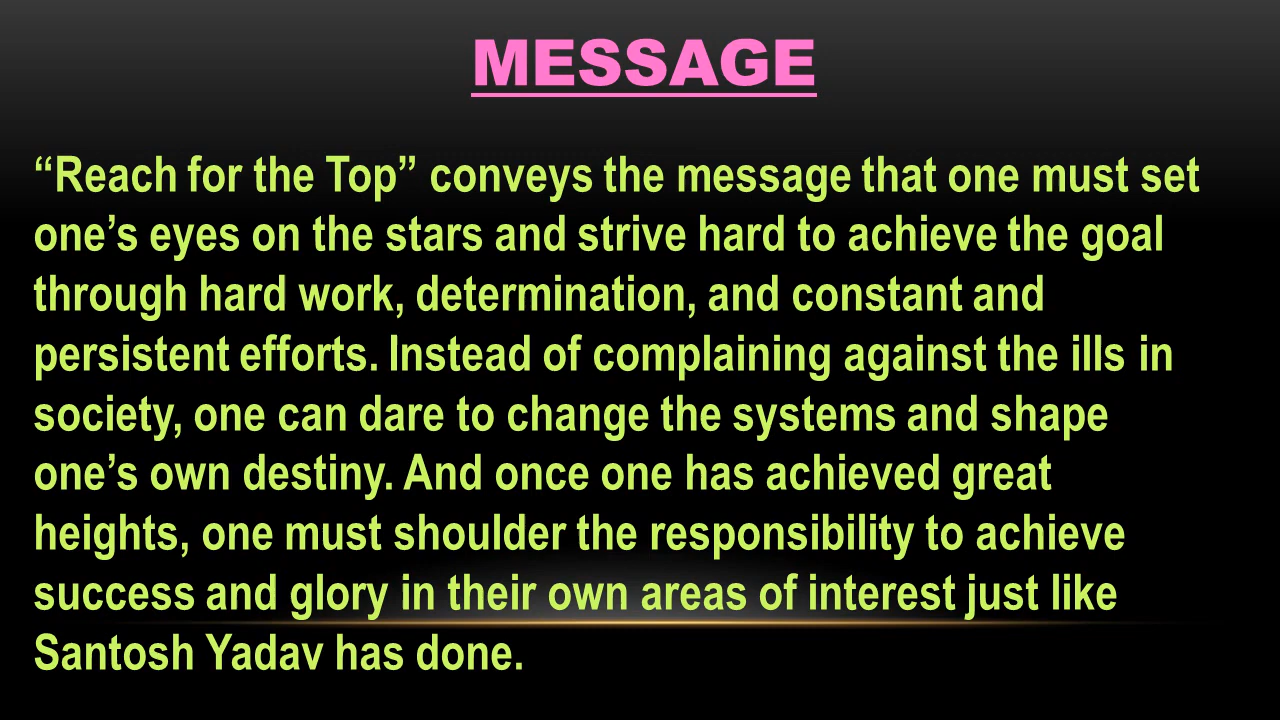 MESSAGE
“Reach for the Top” conveys the message that one must set
one’s eyes on the stars and strive hard to achieve the goal
through hard work, determination, and constant and
persistent efforts. Instead of complaining against the ills in
society, one can dare to change the systems and shape
one’s own destiny. And once one has achieved great
heights, one must shoulder the responsibility to achieve
success and glory in their own areas of interest just like
Santosh Yadav has done.